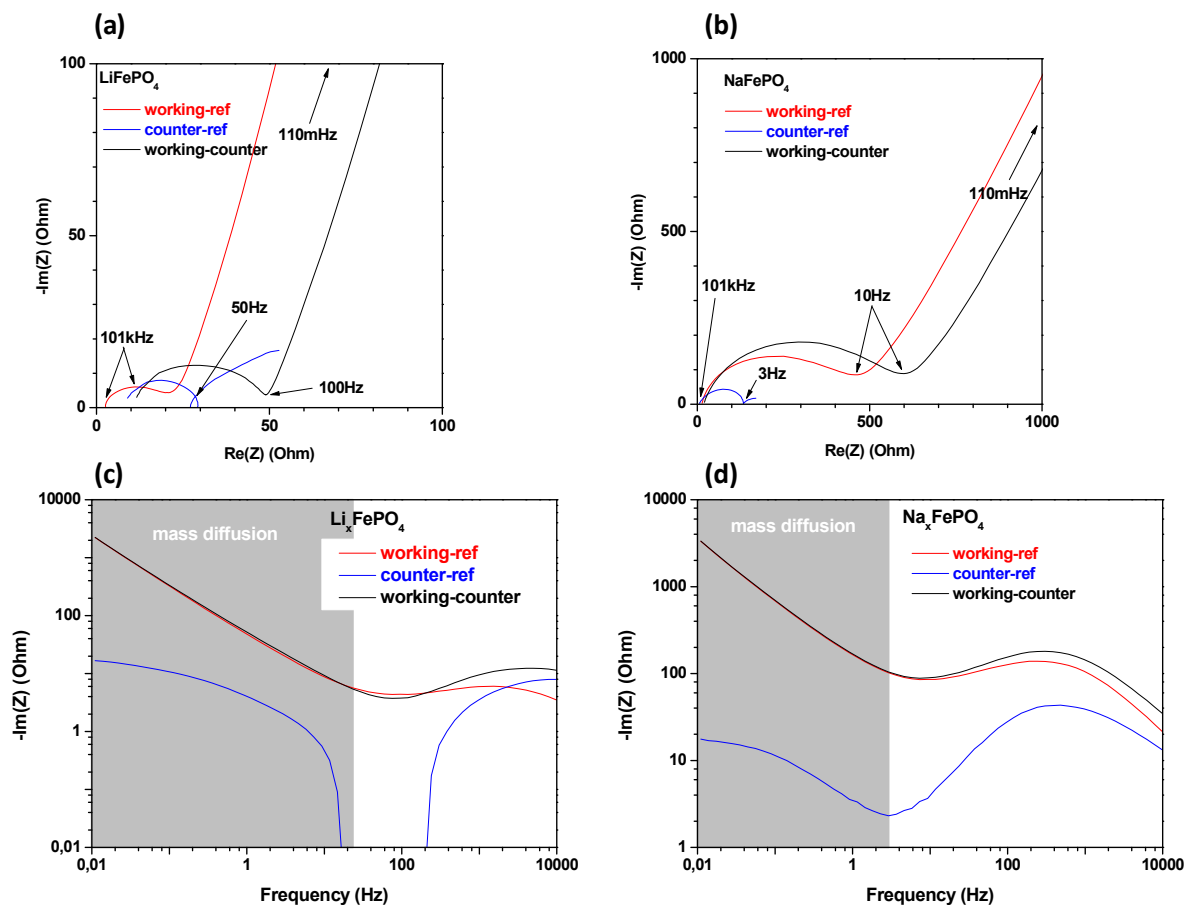 (a)
LiFePO4
working-ref
counter-ref
working-counter
110mHz
101kHz
50Hz
100Hz
100
50
0
0
50
100
-Im(Z) (Ohm)
Re(Z) (Ohm)
(b)
NaFePO4
working-ref
counter-ref
working-counter
110mHz
101kHz
10Hz
3Hz
1000
500
0
0
500
1000
-Im(Z) (Ohm)
Re(Z) (Ohm)
(c)
mass diffusion
LixFePO4
working-ref
counter-ref
working-counter
10000
100
1
0,01
0,01
1
100
10000
-Im(Z) (Ohm)
Frequency (Hz)
(d)
mass diffusion
NaxFePO4
working-ref
counter-ref
working-counter
10000
1000
100
10
1
0,01
1
100
10000
-Im(Z) (Ohm)
Frequency (Hz)